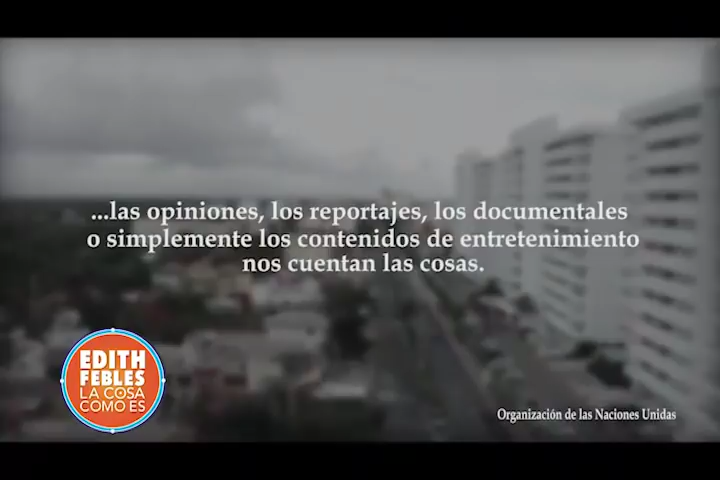 ...las opiniones, los reportajes, los documentales
o simplemente los contenidos de entretenimiento
nos cuentan las cosas.
EDITH
FEBLES
LA COSA
COMO ES
Organización de las Naciones Unidas